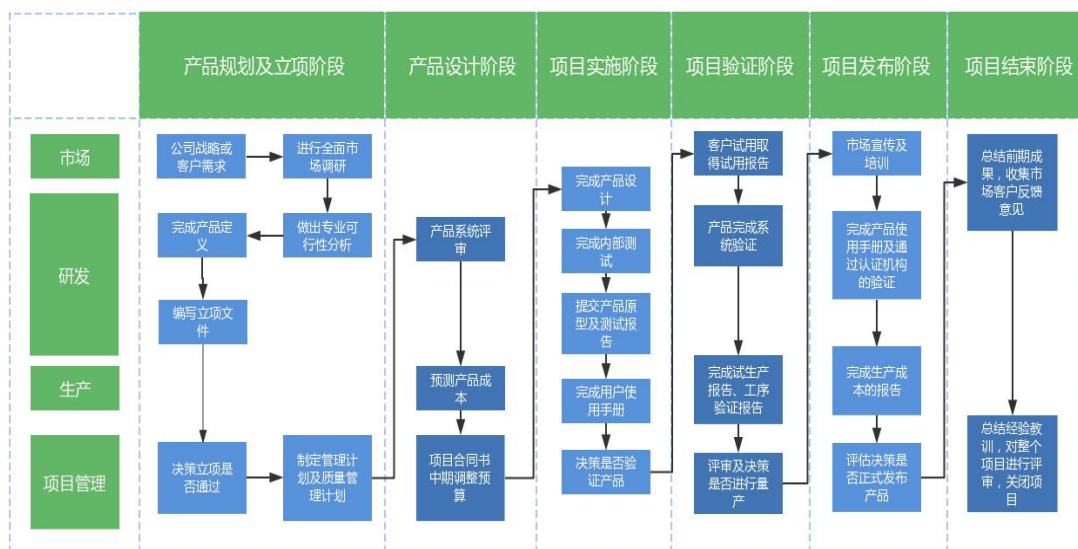 产品规划及立项阶段
产品设计阶段
项目实施阶段
项目验证阶段
项目发布阶段
项目结束阶段
市场
研发
生产
项目管理
公司战略或
客户需求
进行全面市
场调研
完成产品定
义
做出专业可
行性分析
编写立项文
件
决策立项是
否通过
制定管理计
划及质量管
理计划
产品系统评
审
预测产品成
本
项目合同书
中期调整预
算
完成产品设
计
完成内部测
试
提交产品原
型及测试报
告
完成用户使
用手册
决策是否验
证产品
客户试用取
得试用报告
产品完成系
统验证
完成试生产
报告、工序
验证报告
评审及决策
是否进行量
产
市场宣传及
培训
完成产品使
用手册及通
过认证机构
的验证
完成生产成
本的报告
评估决策是
否正式发布
产品
总结前期成
果，收集市
场客户反馈
意见
总结经验教
训，对整个
项目进行评
审，关闭项
目